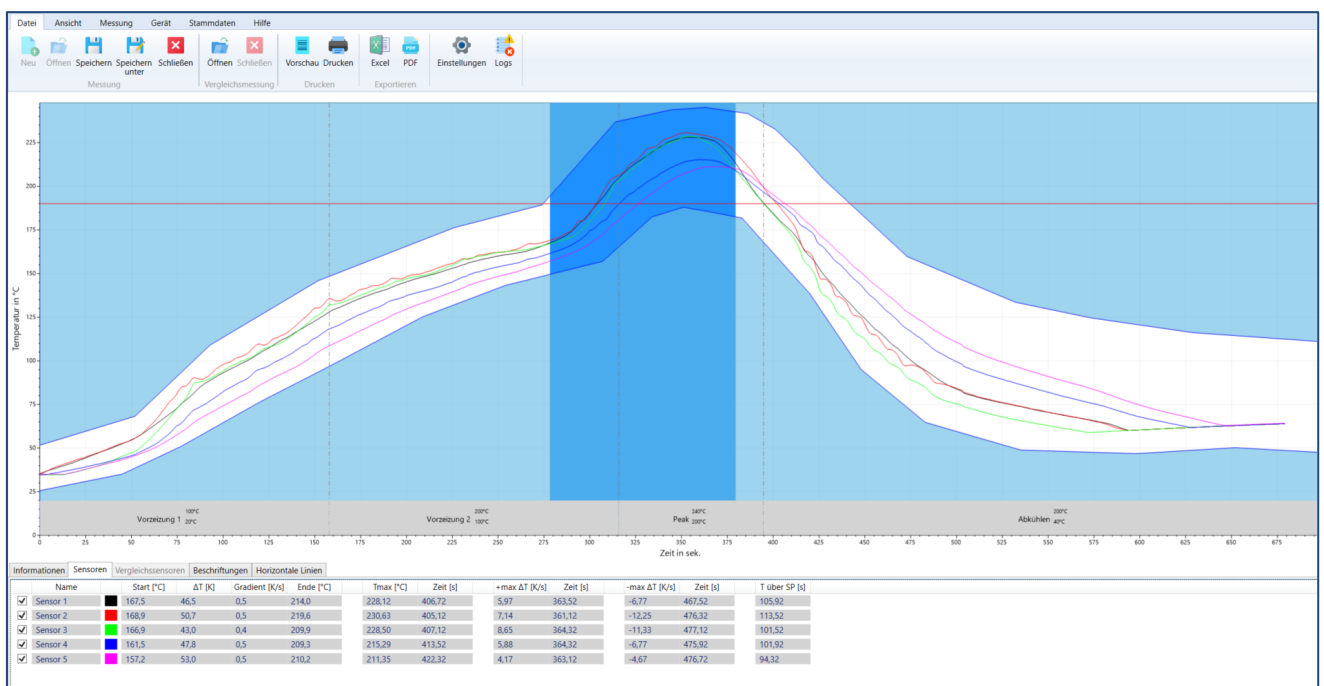 Datei Ansicht Messung Gerät Stammdaten Hilfe
Neu Öffnen Speichern Speichern unter Schließen Öffnen Schließen Vorschau Drucken Excel PDF Einstellungen Logs
Messung Vergleichsmessung Drucken Exportieren
Temperatur in °C
225
200
175
150
125
100
75
50
25
0
Vorzeizung 1 100°C 20°C Vorzeizung 2 200°C 100°C Peak 240°C 200°C Abkühlen 200°C 40°C
0 25 50 75 100 125 150 175 200 225 250 275 300 325 350 375 400 425 450 475 500 525 550 575 600 625 650 675
Zeit in sek.
Informationen Sensoren Vergleichssensoren Beschriftungen Horizontale Linien
Name Start [°C] ΔT [K] Gradient [K/s] Ende [°C] Tmax [°C] Zeit [s] +max ΔT [K/s] Zeit [s] -max ΔT [K/s] Zeit [s] T über SP [s]
Sensor 1 167,5 46,5 0,5 214,0 228,12 406,72 5,97 363,52 -6,77 467,52 105,92
Sensor 2 168,9 50,7 0,5 219,6 230,63 405,12 7,14 361,12 -12,25 476,32 113,52
Sensor 3 166,9 43,0 0,4 209,9 228,50 407,12 8,65 364,32 -11,33 477,12 101,52
Sensor 4 161,5 47,8 0,5 209,3 215,29 413,52 5,88 364,32 -6,77 475,92 101,92
Sensor 5 157,2 53,0 0,5 210,2 211,35 422,32 4,17 363,12 -4,67 476,72 94,32